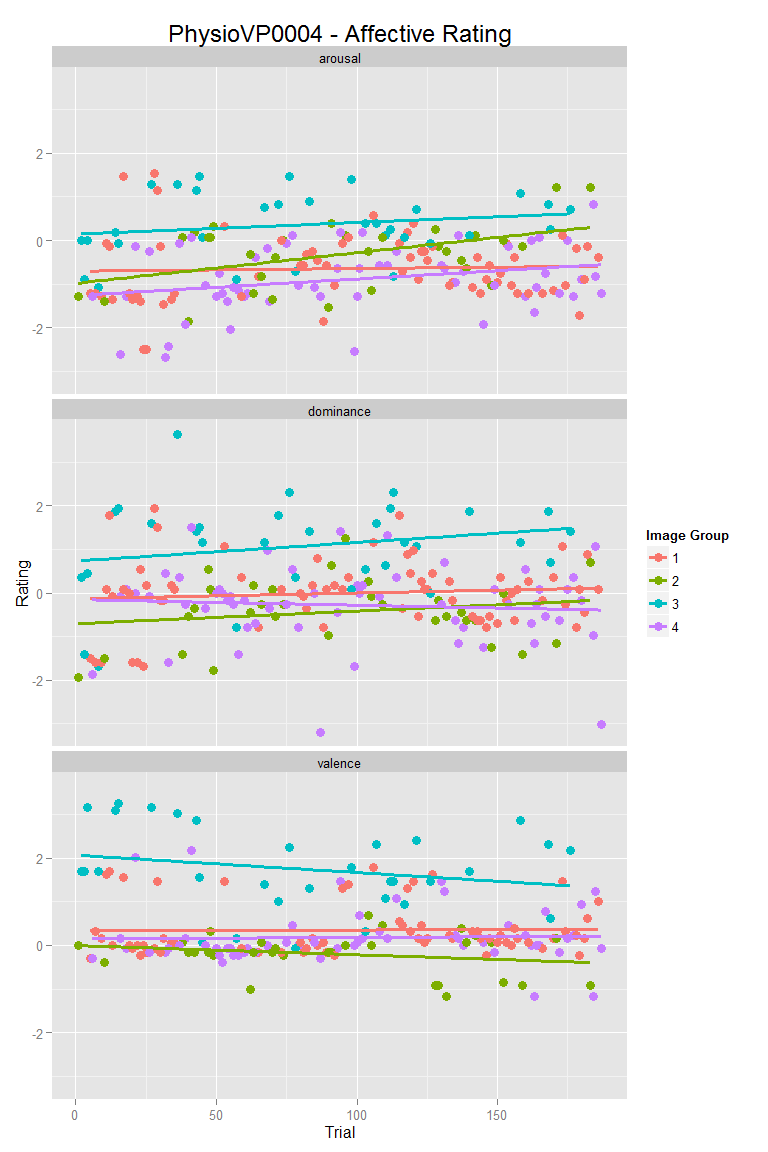 PhysioVP0004 - Affective Rating
arousal
2
0
-2
dominance
2
0
-2
valence
2
0
-2
0 50 100 150
Trial
Rating
Image Group
1
2
3
4